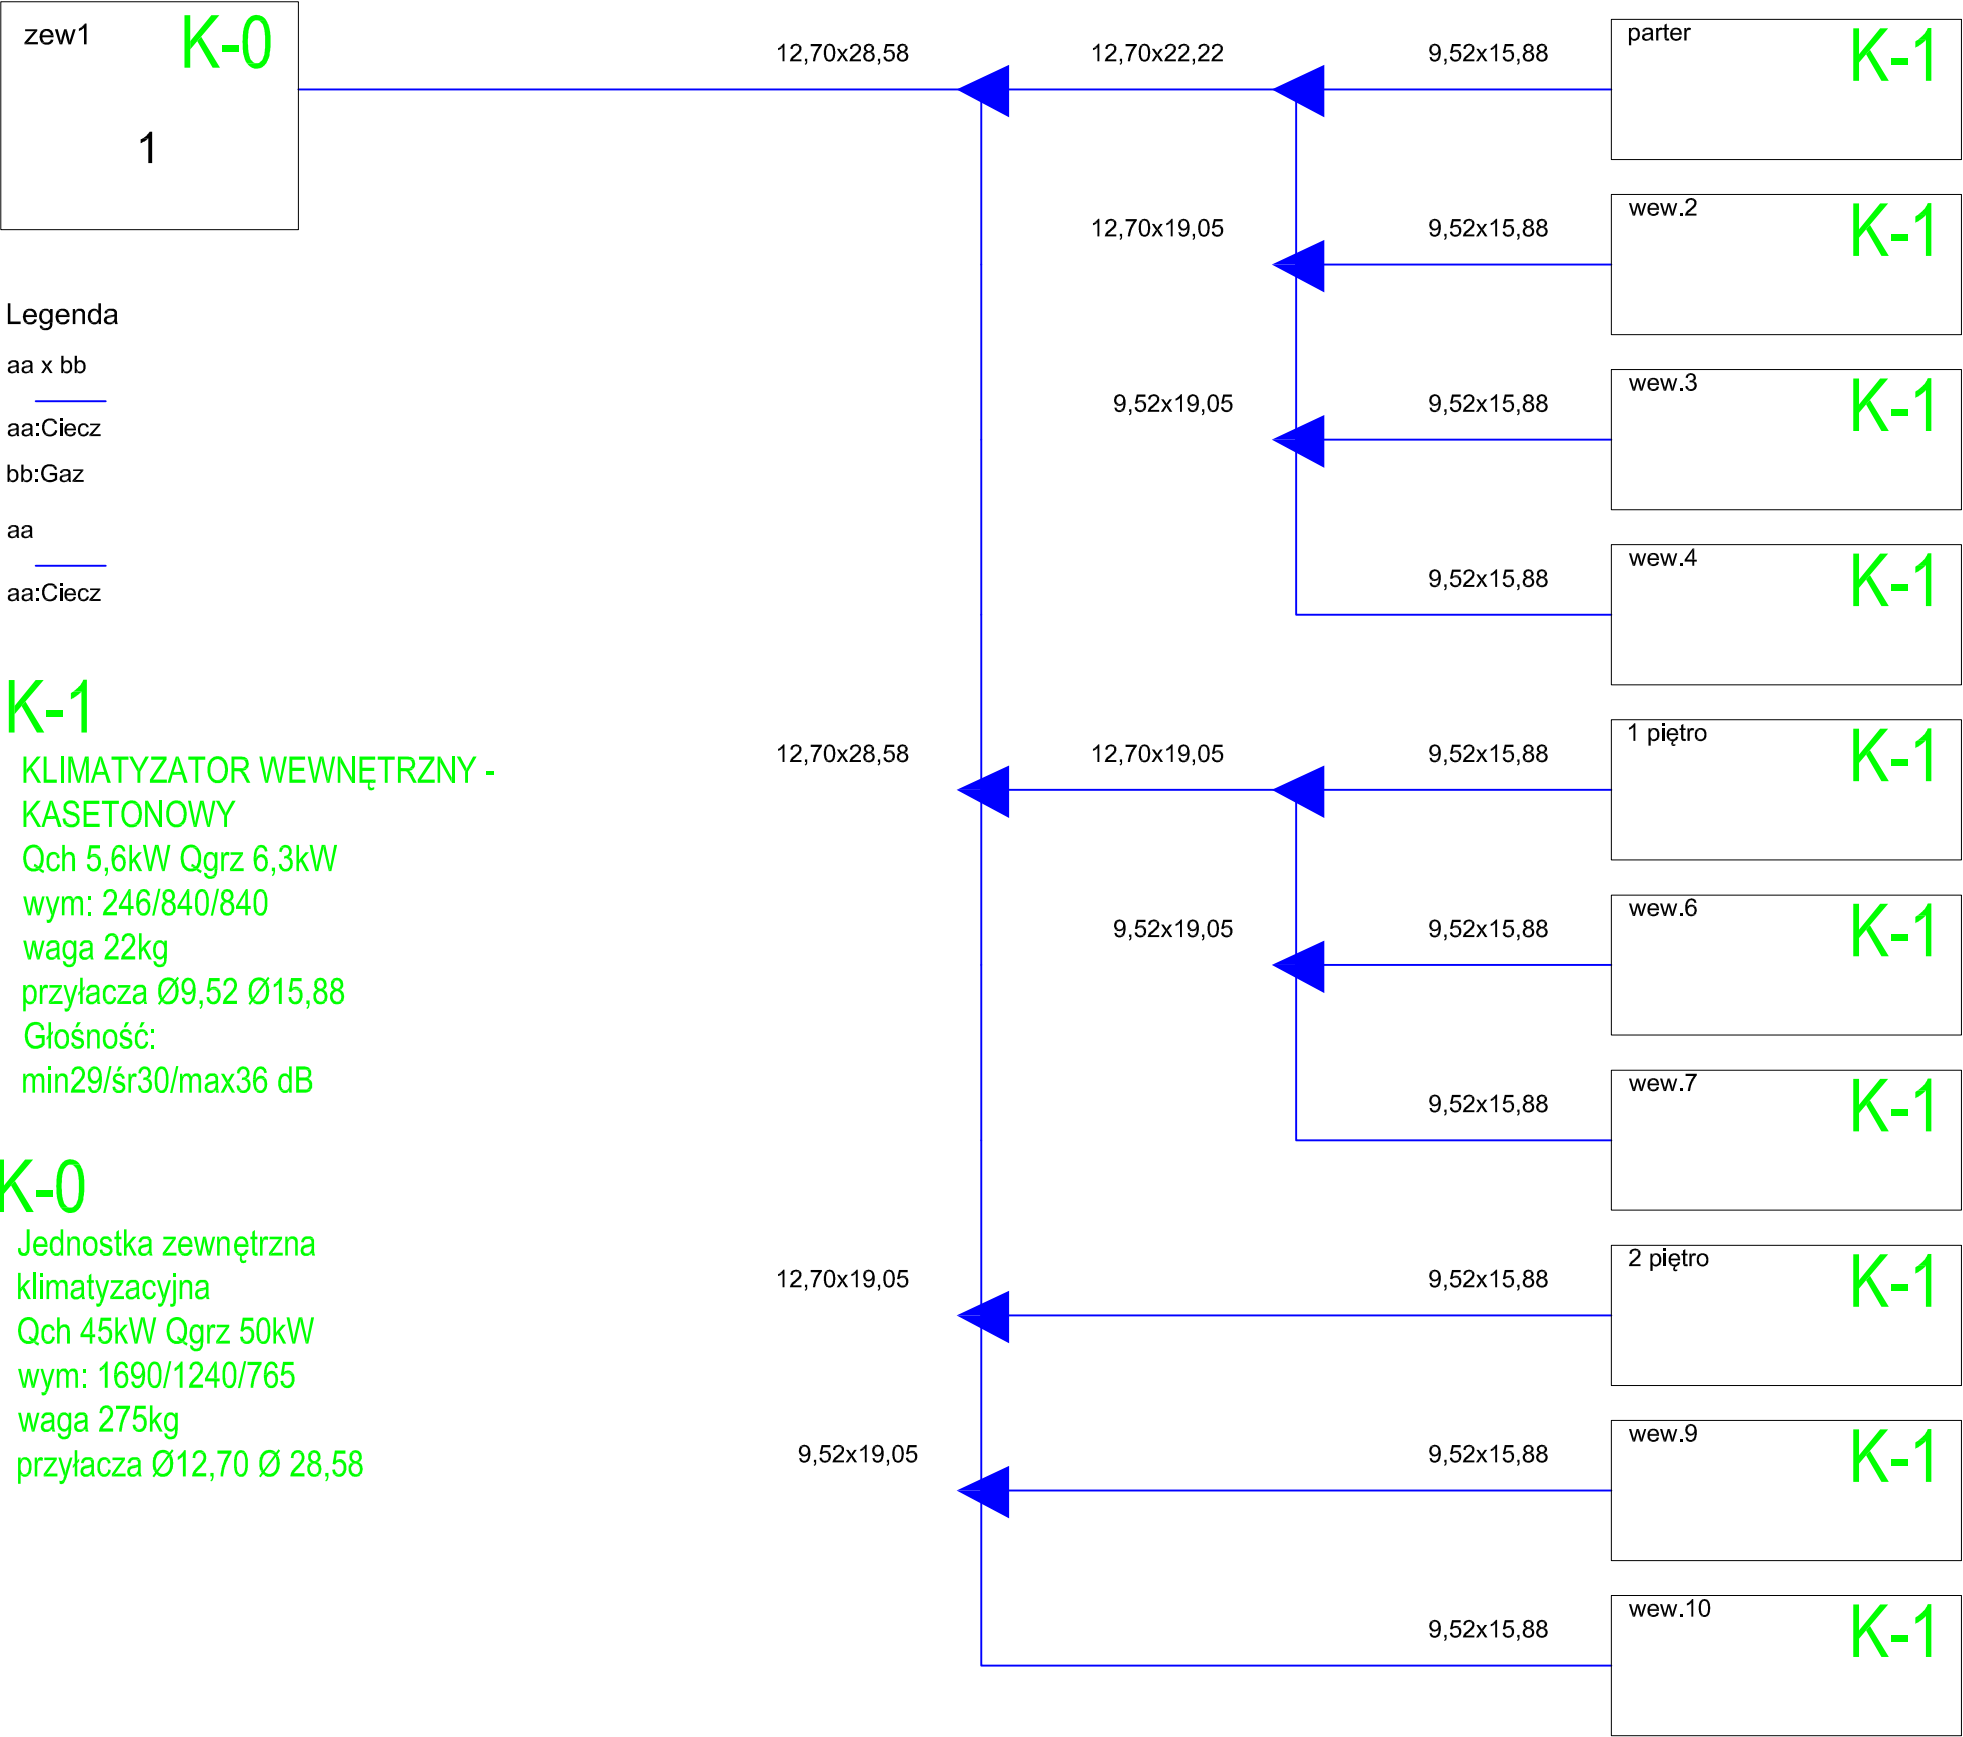 zew1 K-0
1
12,70x28,58
12,70x22,22
9,52x15,88
parter K-1
12,70x19,05
9,52x15,88
wew.2 K-1
9,52x19,05
9,52x15,88
wew.3 K-1
9,52x15,88
wew.4 K-1
12,70x28,58
12,70x19,05
9,52x15,88
1 piętro K-1
9,52x19,05
9,52x15,88
wew.6 K-1
9,52x15,88
wew.7 K-1
12,70x19,05
9,52x15,88
2 piętro K-1
9,52x19,05
9,52x15,88
wew.9 K-1
9,52x15,88
wew.10 K-1
Legenda
aa x bb
aa:Ciecz
bb:Gaz
aa
aa:Ciecz
K-1
KLIMATYZATOR WEWNĘTRZNY -
KASETONOWY
Qch 5,6kW Qgrz 6,3kW
wym: 246/840/840
waga 22kg
przyłacza Ø9,52 Ø15,88
Głośność:
min29/śr30/max36 dB
K-0
Jednostka zewnętrzna
klimatyzacyjna
Qch 45kW Qgrz 50kW
wym: 1690/1240/765
waga 275kg
przyłacza Ø12,70 Ø 28,58